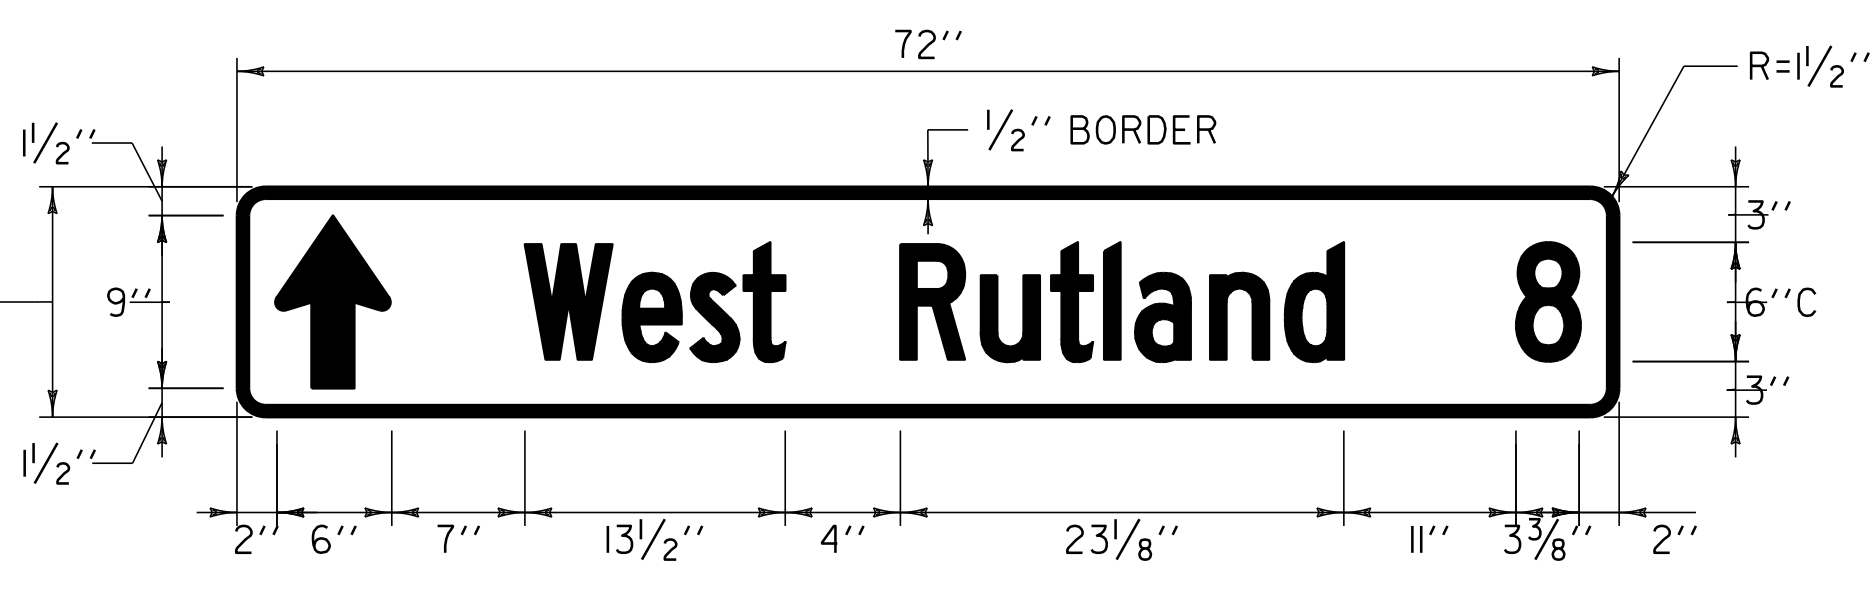 72''
R=1 1/2''
1/2'' BORDER
1 1/2''
3''
West Rutland 8
9''
6''C
3''
1 1/2''
2'' 6'' 7'' 13 1/2'' 4'' 23 1/8'' 11'' 3 3/8'' 2''